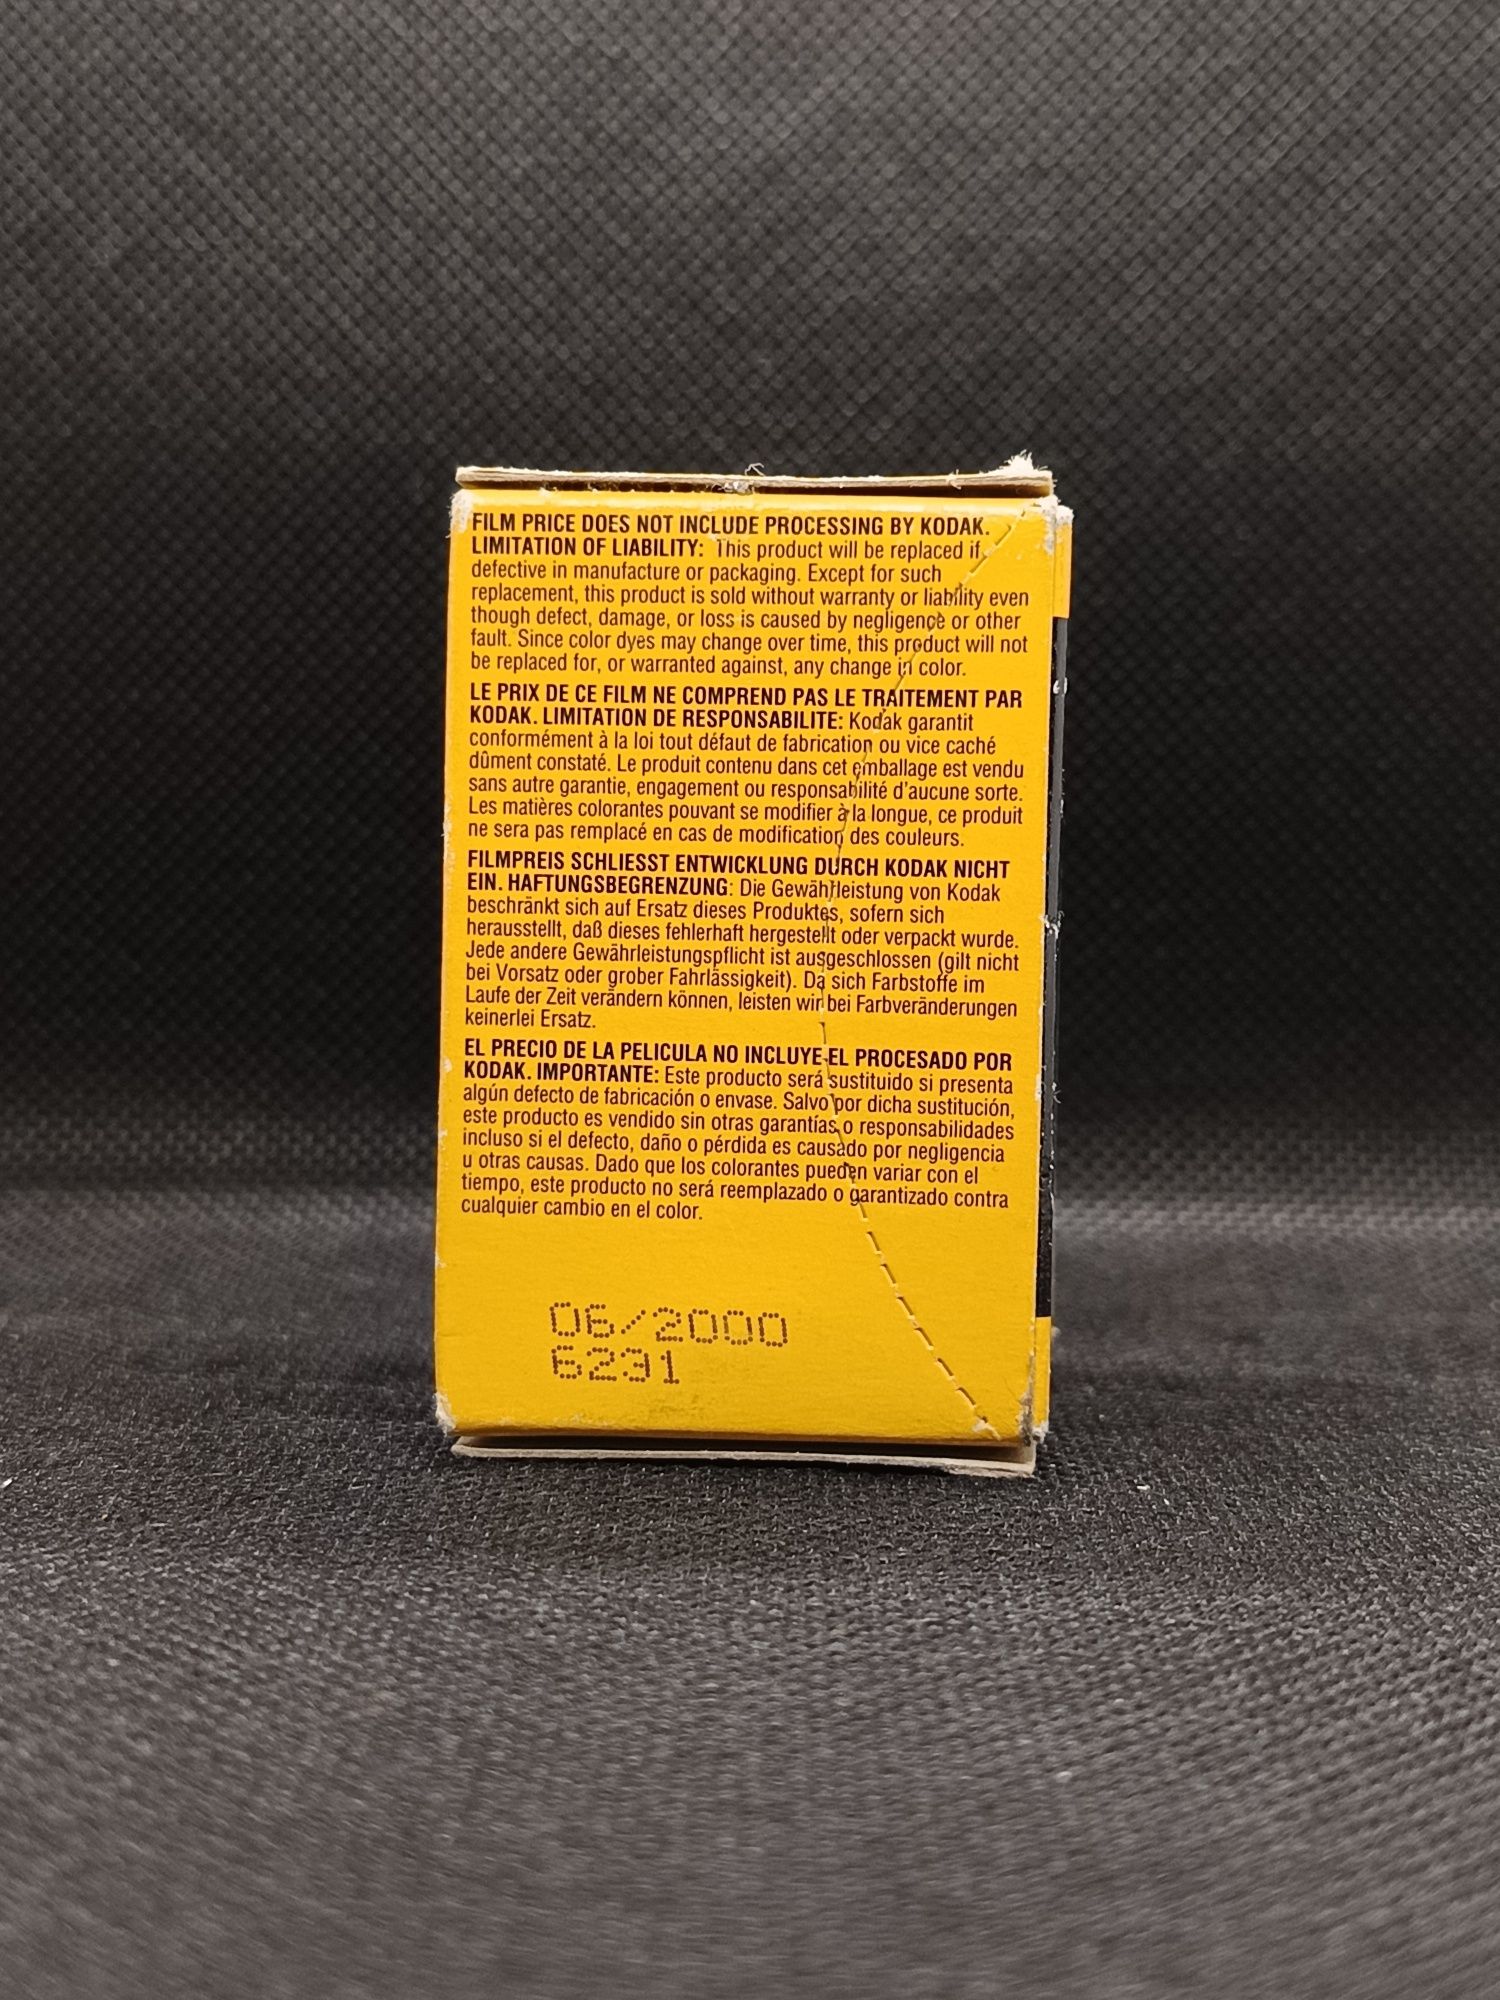 FILM PRICE DOES NOT INCLUDE PROCESSING BY KODAK.
LIMITATION OF LIABILITY: This product will be replaced if
defective in manufacture or packaging. Except for such
replacement, this product is sold without warranty or liability even
though defect, damage, or loss is caused by negligence or other
fault. Since color dyes may change over time, this product will not
be replaced for, or warranted against, any change in color.
LE PRIX DE CE FILM NE COMPREND PAS LE TRAITEMENT PAR
KODAK. LIMITATION DE RESPONSABILITE: Kodak garantit
conformément à la loi tout défaut de fabrication ou vice caché
dûment constaté. Le produit contenu dans cet emballage est vendu
sans autre garantie, engagement ou responsabilité d'aucune sorte.
Les matières colorantes pouvant se modifier à la longue, ce produit
ne sera pas remplacé en cas de modification des couleurs.
FILMPREIS SCHLIESST ENTWICKLUNG DURCH KODAK NICHT
EIN. HAFTUNGSBEGRENZUNG: Die Gewährleistung von Kodak
beschränkt sich auf Ersatz dieses Produktes, sofern sich
herausstellt, daß dieses fehlerhaft hergestellt oder verpackt wurde.
Jede andere Gewährleistungspflicht ist ausgeschlossen (gilt nicht
bei Vorsatz oder grober Fahrlässigkeit). Da sich Farbstoffe im
Laufe der Zeit verändern können, leisten wir bei Farbveränderungen
keinerlei Ersatz.
EL PRECIO DE LA PELICULA NO INCLUYE EL PROCESADO POR
KODAK. IMPORTANTE: Este producto será sustituido si presenta
algún defecto de fabricación o envase. Salvo por dicha sustitución,
este producto es vendido sin otras garantías o responsabilidades
incluso si el defecto, daño o pérdida es causado por negligencia
u otras causas. Dado que los colorantes pueden variar con el
tiempo, este producto no será reemplazado o garantizado contra
cualquier cambio en el color.
06/2000
6231